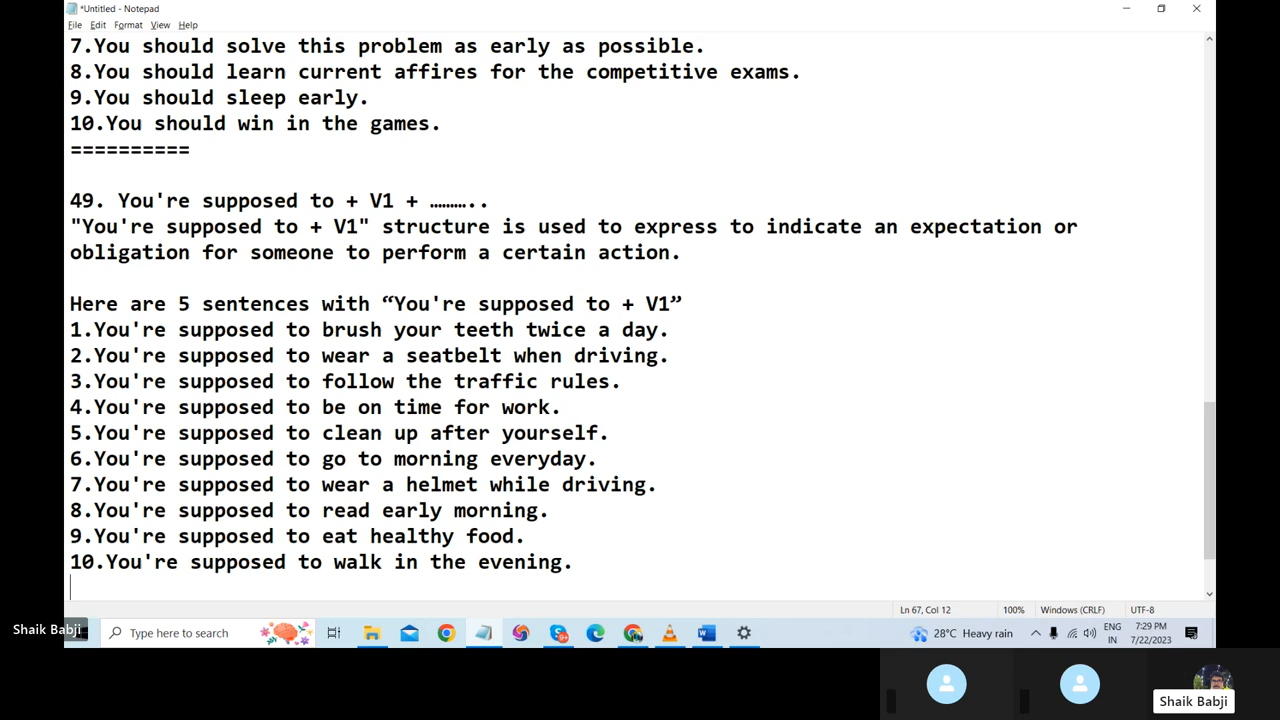 *Untitled - Notepad
File Edit Format View Help
7.You should solve this problem as early as possible.
8.You should learn current affires for the competitive exams.
9.You should sleep early.
10.You should win in the games.
==========
49. You're supposed to + V1 + ………..
"You're supposed to + V1" structure is used to express to indicate an expectation or
obligation for someone to perform a certain action.
Here are 5 sentences with “You're supposed to + V1”
1.You're supposed to brush your teeth twice a day.
2.You're supposed to wear a seatbelt when driving.
3.You're supposed to follow the traffic rules.
4.You're supposed to be on time for work.
5.You're supposed to clean up after yourself.
6.You're supposed to go to morning everyday.
7.You're supposed to wear a helmet while driving.
8.You're supposed to read early morning.
9.You're supposed to eat healthy food.
10.You're supposed to walk in the evening.
Ln 67, Col 12 100% Windows (CRLF) UTF-8
Shaik Babji Type here to search 28°C Heavy rain ENG IN 7:29 PM 7/22/2023
Shaik Babji